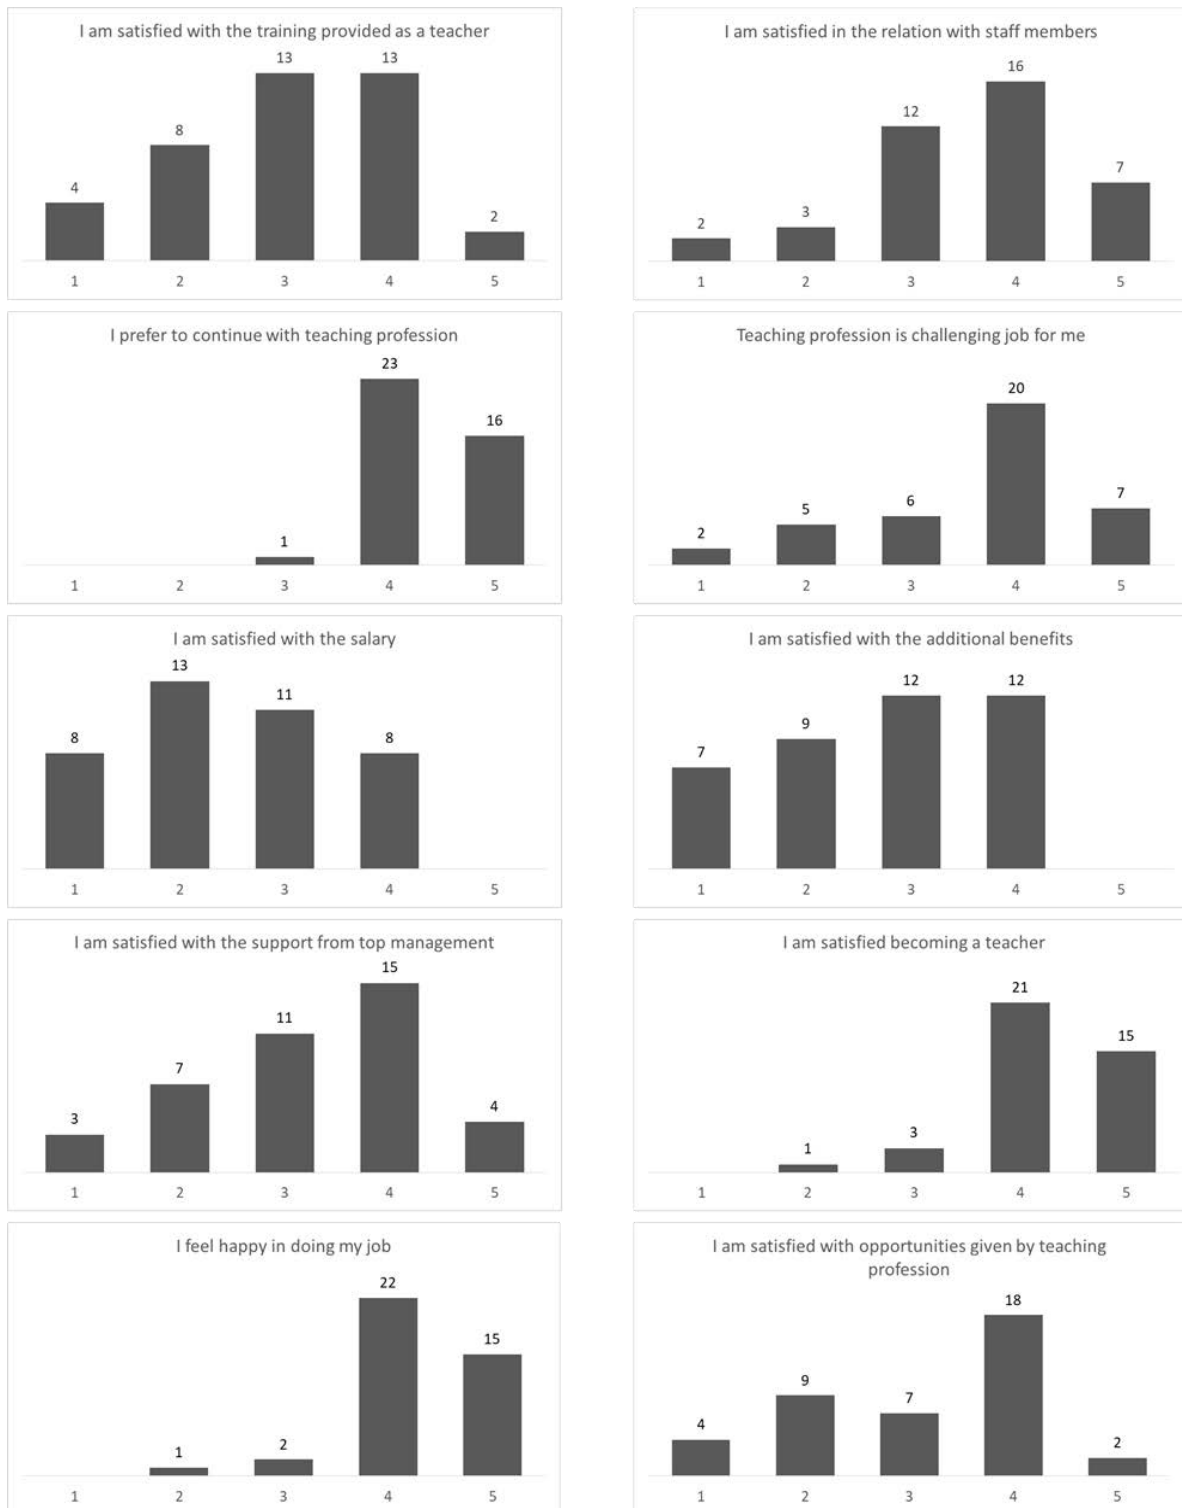 I am satisfied with the training provided as a teacher
13 13
8
4
2
1 2 3 4 5
I am satisfied in the relation with staff members
16
12
7
3
2
1 2 3 4 5
I prefer to continue with teaching profession
23
16
1
1 2 3 4 5
Teaching profession is challenging job for me
20
7
6
5
2
1 2 3 4 5
I am satisfied with the salary
13
11
8 8
1 2 3 4 5
I am satisfied with the additional benefits
12 12
9
7
1 2 3 4 5
I am satisfied with the support from top management
15
11
7
4
3
1 2 3 4 5
I am satisfied becoming a teacher
21
15
3
1
1 2 3 4 5
I feel happy in doing my job
22
15
2
1
1 2 3 4 5
I am satisfied with opportunities given by teaching
profession
18
9
7
4
2
1 2 3 4 5